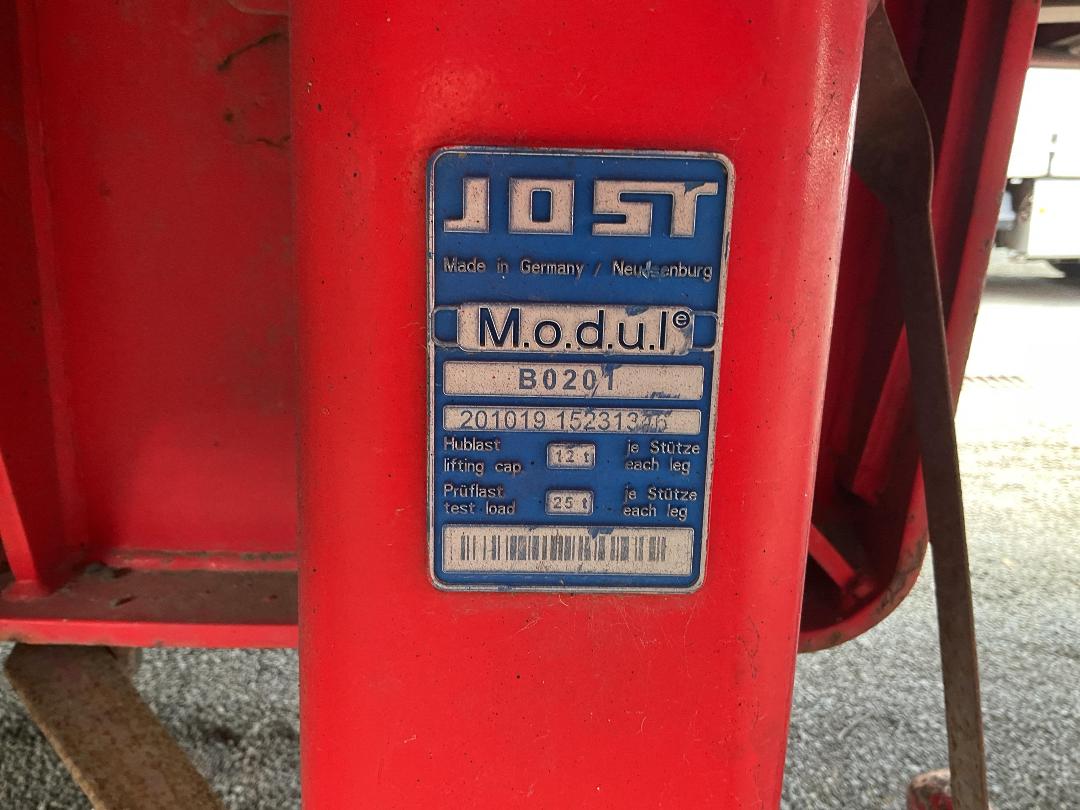 JOST
Made in Germany / Neu-Isenburg
M.o.d.u.l e
B0201
201019
Hublast 12 t je Stütze
lifting cap. each leg
Prüflast 25 t je Stütze
test load each leg